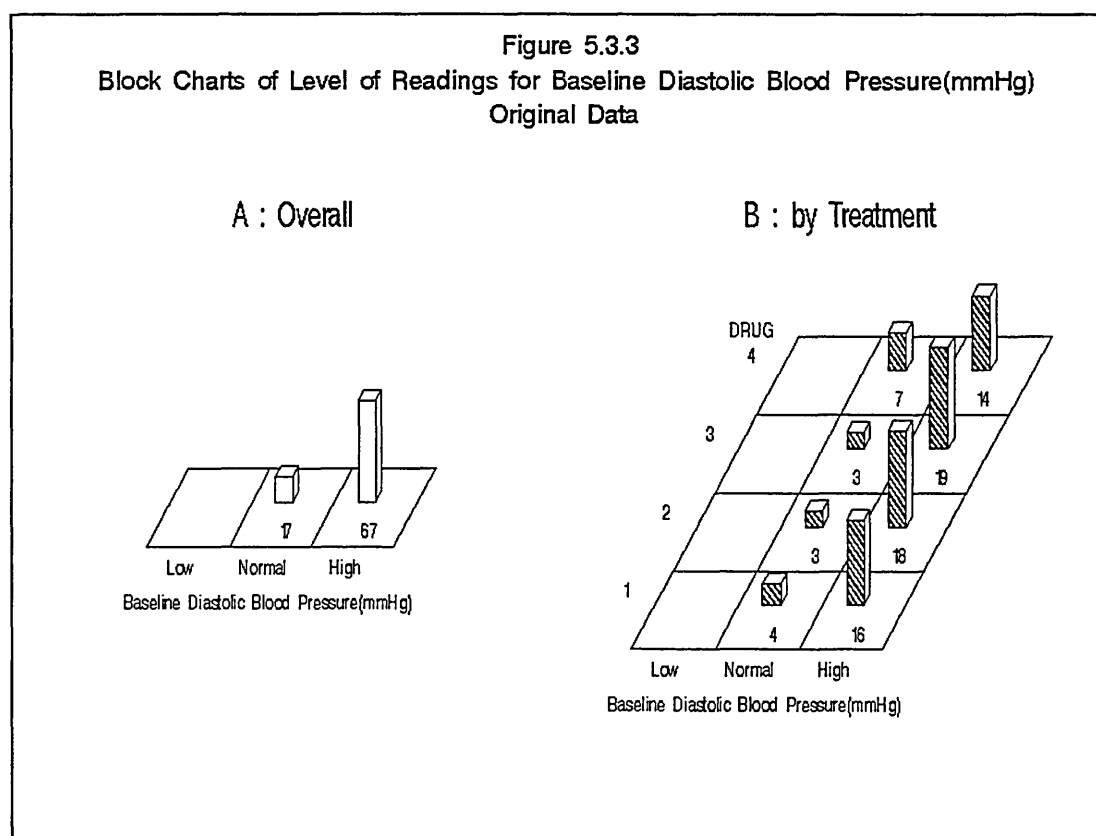 Figure 5.3.3
Block Charts of Level of Readings for Baseline Diastolic Blood Pressure(mmHg)
Original Data
A : Overall
17 67
Low Normal High
Baseline Diastolic Blood Pressure(mmHg)
B : by Treatment
DRUG
4
7 14
3
3 19
2
3 18
1
4 16
Low Normal High
Baseline Diastolic Blood Pressure(mmHg)